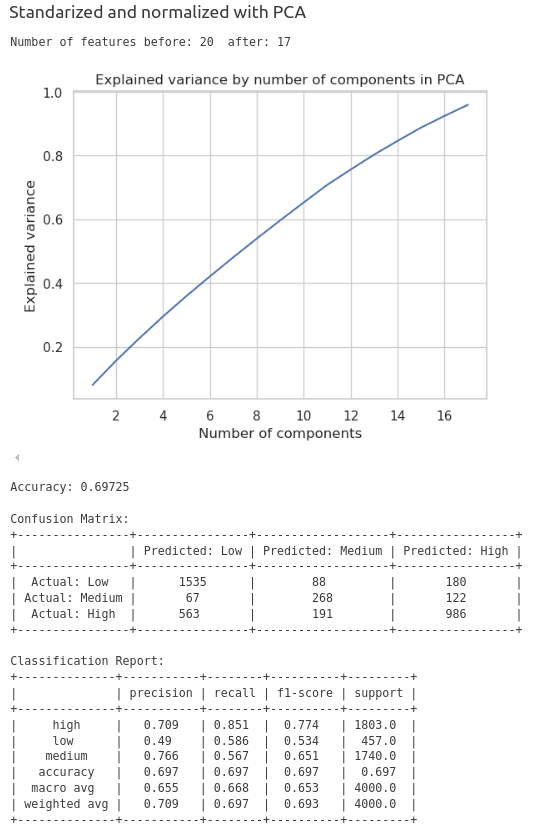 Standarized and normalized with PCA
Number of features before: 20  after: 17
Explained variance by number of components in PCA
1.0
0.8
0.6
0.4
0.2
Explained variance
2 4 6 8 10 12 14 16
Number of components
Accuracy: 0.69725
Confusion Matrix:
+----------------+----------------+-------------------+-----------------+
|                | Predicted: Low | Predicted: Medium | Predicted: High |
+----------------+----------------+-------------------+-----------------+
|  Actual: Low   |      1535      |         88        |       180       |
| Actual: Medium |       67       |        268        |       122       |
|  Actual: High  |      563       |        191        |       986       |
+----------------+----------------+-------------------+-----------------+
Classification Report:
+--------------+-----------+--------+----------+---------+
|              | precision | recall | f1-score | support |
+--------------+-----------+--------+----------+---------+
|     high     |   0.709   | 0.851  |  0.774   | 1803.0  |
|     low      |   0.49    | 0.586  |  0.534   |  457.0  |
|    medium    |   0.766   | 0.567  |  0.651   | 1740.0  |
|   accuracy   |   0.697   | 0.697  |  0.697   |  0.697  |
|  macro avg   |   0.655   | 0.668  |  0.653   | 4000.0  |
| weighted avg |   0.709   | 0.697  |  0.693   | 4000.0  |
+--------------+-----------+--------+----------+---------+